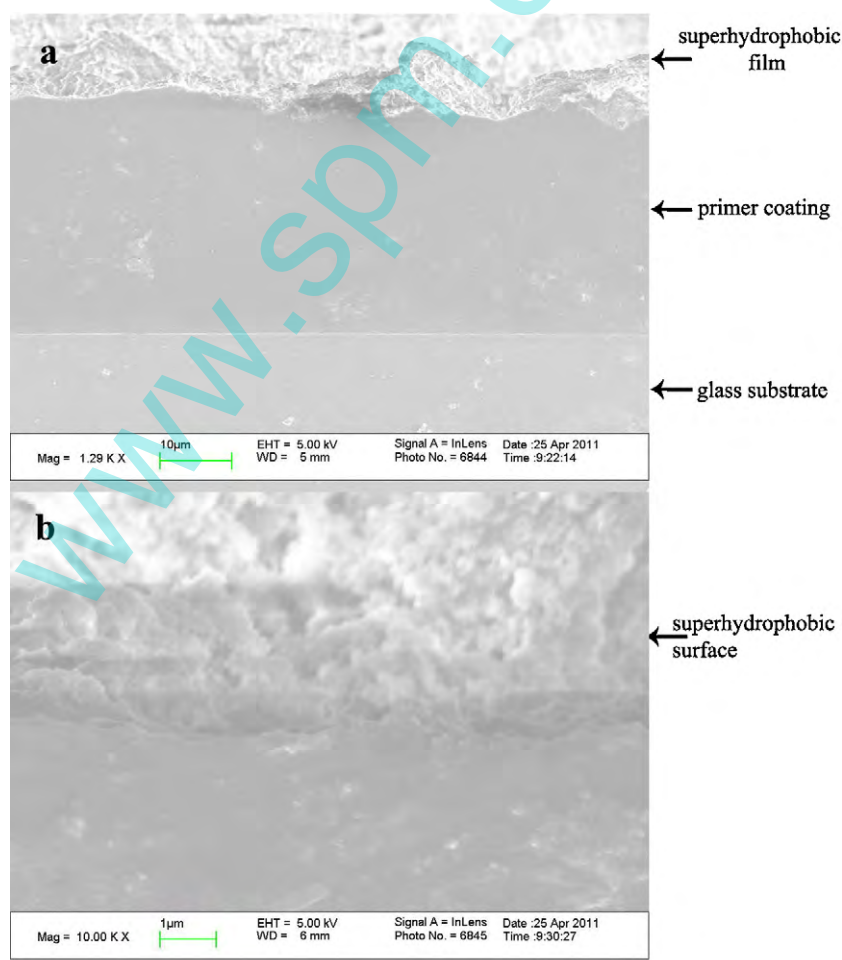 a
superhydrophobic
film
primer coating
glass substrate
Mag = 1.29 K X
10µm
EHT = 5.00 kV
WD = 5 mm
Signal A = InLens
Photo No. = 6844
Date :25 Apr 2011
Time :9:22:14
b
superhydrophobic
surface
Mag = 10.00 K X
1µm
EHT = 5.00 kV
WD = 6 mm
Signal A = InLens
Photo No. = 6845
Date :25 Apr 2011
Time :9:30:27
www.spm.